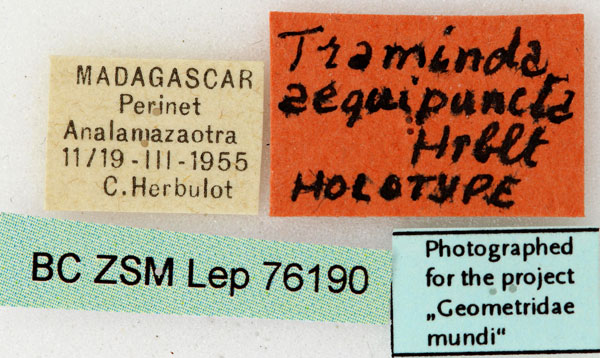 MADAGASCAR
Perinet
Analamazaotra
11/19-III-1955
C.Herbulot
Traminda
aequipuncta
Hrblt
HOLOTYPE
BC ZSM Lep 76190
Photographed
for the project
„Geometridae
mundi“